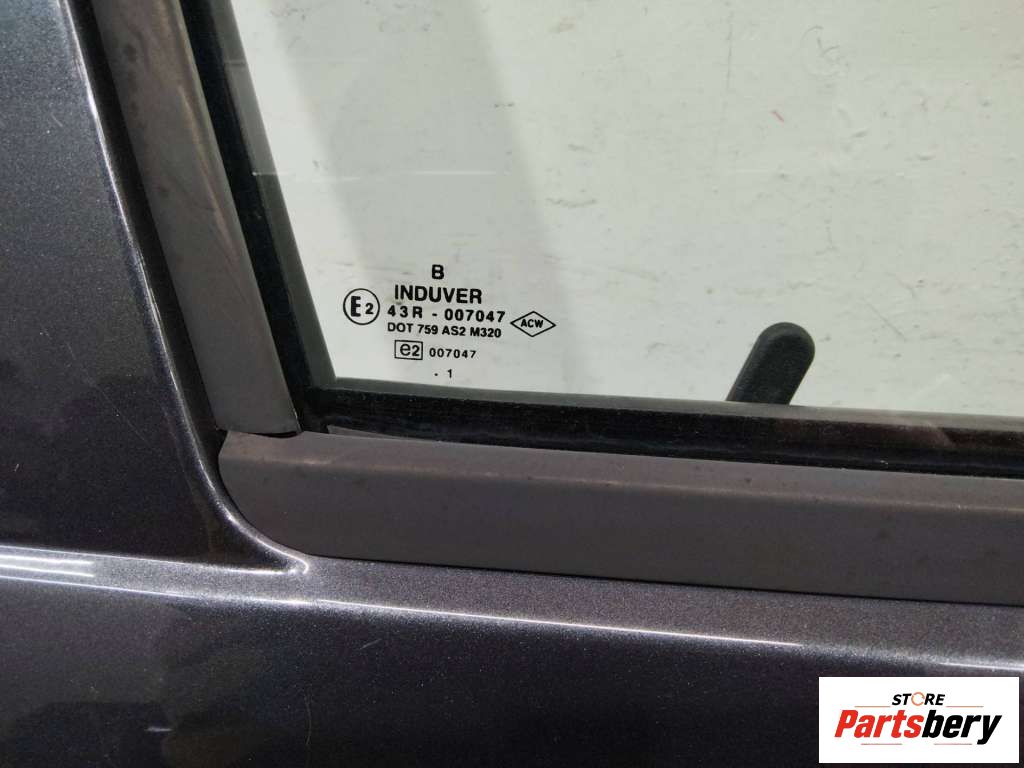 B
INDUVER
E2 43R - 007047
DOT 759 AS2 M320
ACW
e2 007047
. 1
STORE
Partsbery